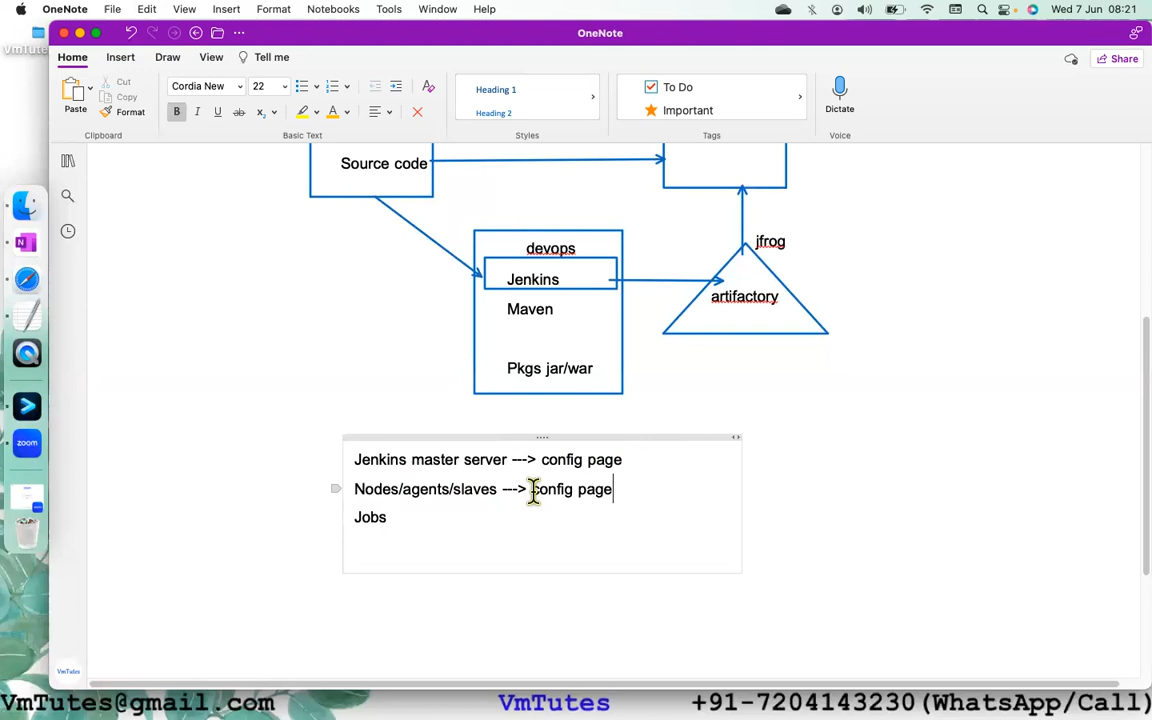 OneNote File Edit View Insert Format Notebooks Tools Window Help Wed 7 Jun 08:21
OneNote
Home Insert Draw View Tell me Share
Paste Cut Copy Format Cordia New 22 Heading 1 Heading 2 To Do Important Dictate
B I U ab x A
Clipboard Basic Text Styles Tags Voice
Source code
devops
jfrog
Jenkins
artifactory
Maven
Pkgs jar/war
Jenkins master server ---> config page
Nodes/agents/slaves ---> config page
Jobs
zoom
VmTutes
VmTutes@gmail.com VmTutes +91-7204143230(WhatsApp/Call)